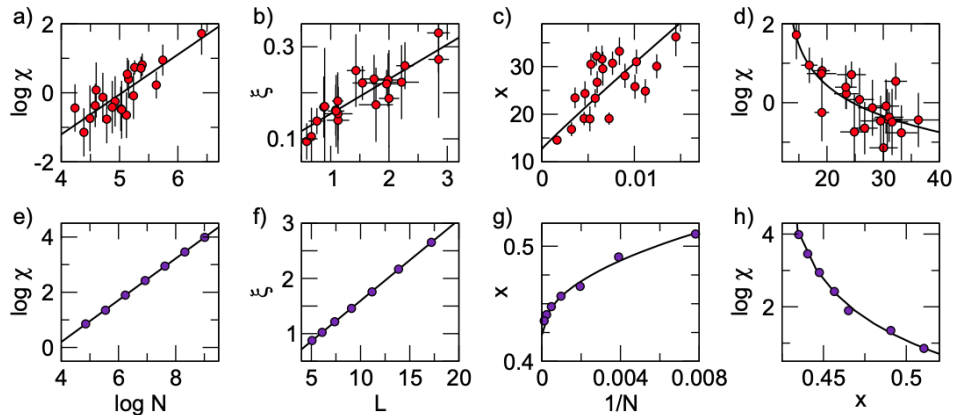 a) b) c) d)
2 0.3 40 2
log χ ξ x log χ
0 30 0
0.1 20
-2 10
4 5 6 1 2 3 0 0.01 20 30 40
e) f) g) h)
3 0.5 4
log χ 4 ξ 2 x log χ
2 2
0 1 0.4
4 6 8 5 10 15 20 0 0.004 0.008 0.45 0.5
log N L 1/N x